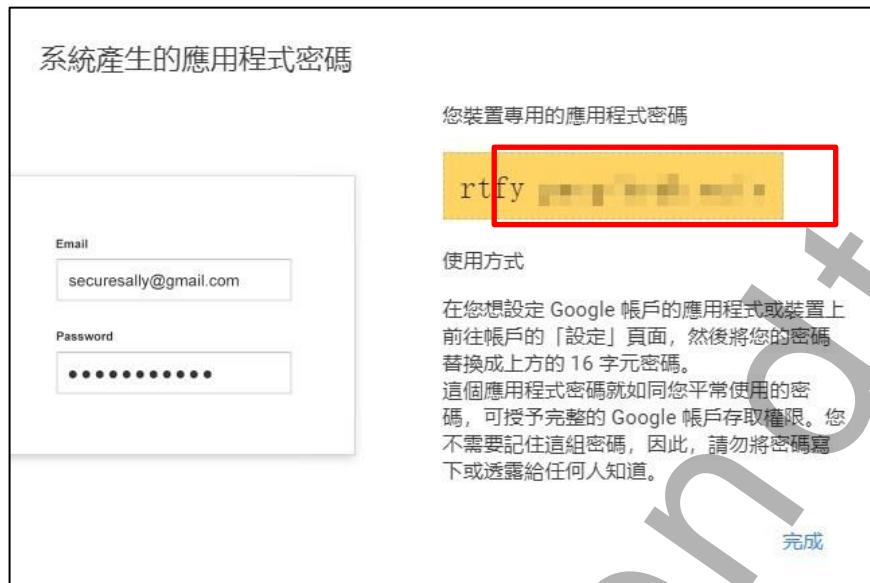 系統產生的應用程式密碼
您裝置專用的應用程式密碼
rtfy
Email
securesally@gmail.com
Password
使用方式
在您想設定 Google 帳戶的應用程式或裝置上
前往帳戶的「設定」頁面，然後將您的密碼
替換成上方的 16 字元密碼。
這個應用程式密碼就如同您平常使用的密
碼，可授予完整的 Google 帳戶存取權限。您
不需要記住這組密碼，因此，請勿將密碼寫
下或透露給任何人知道。
完成